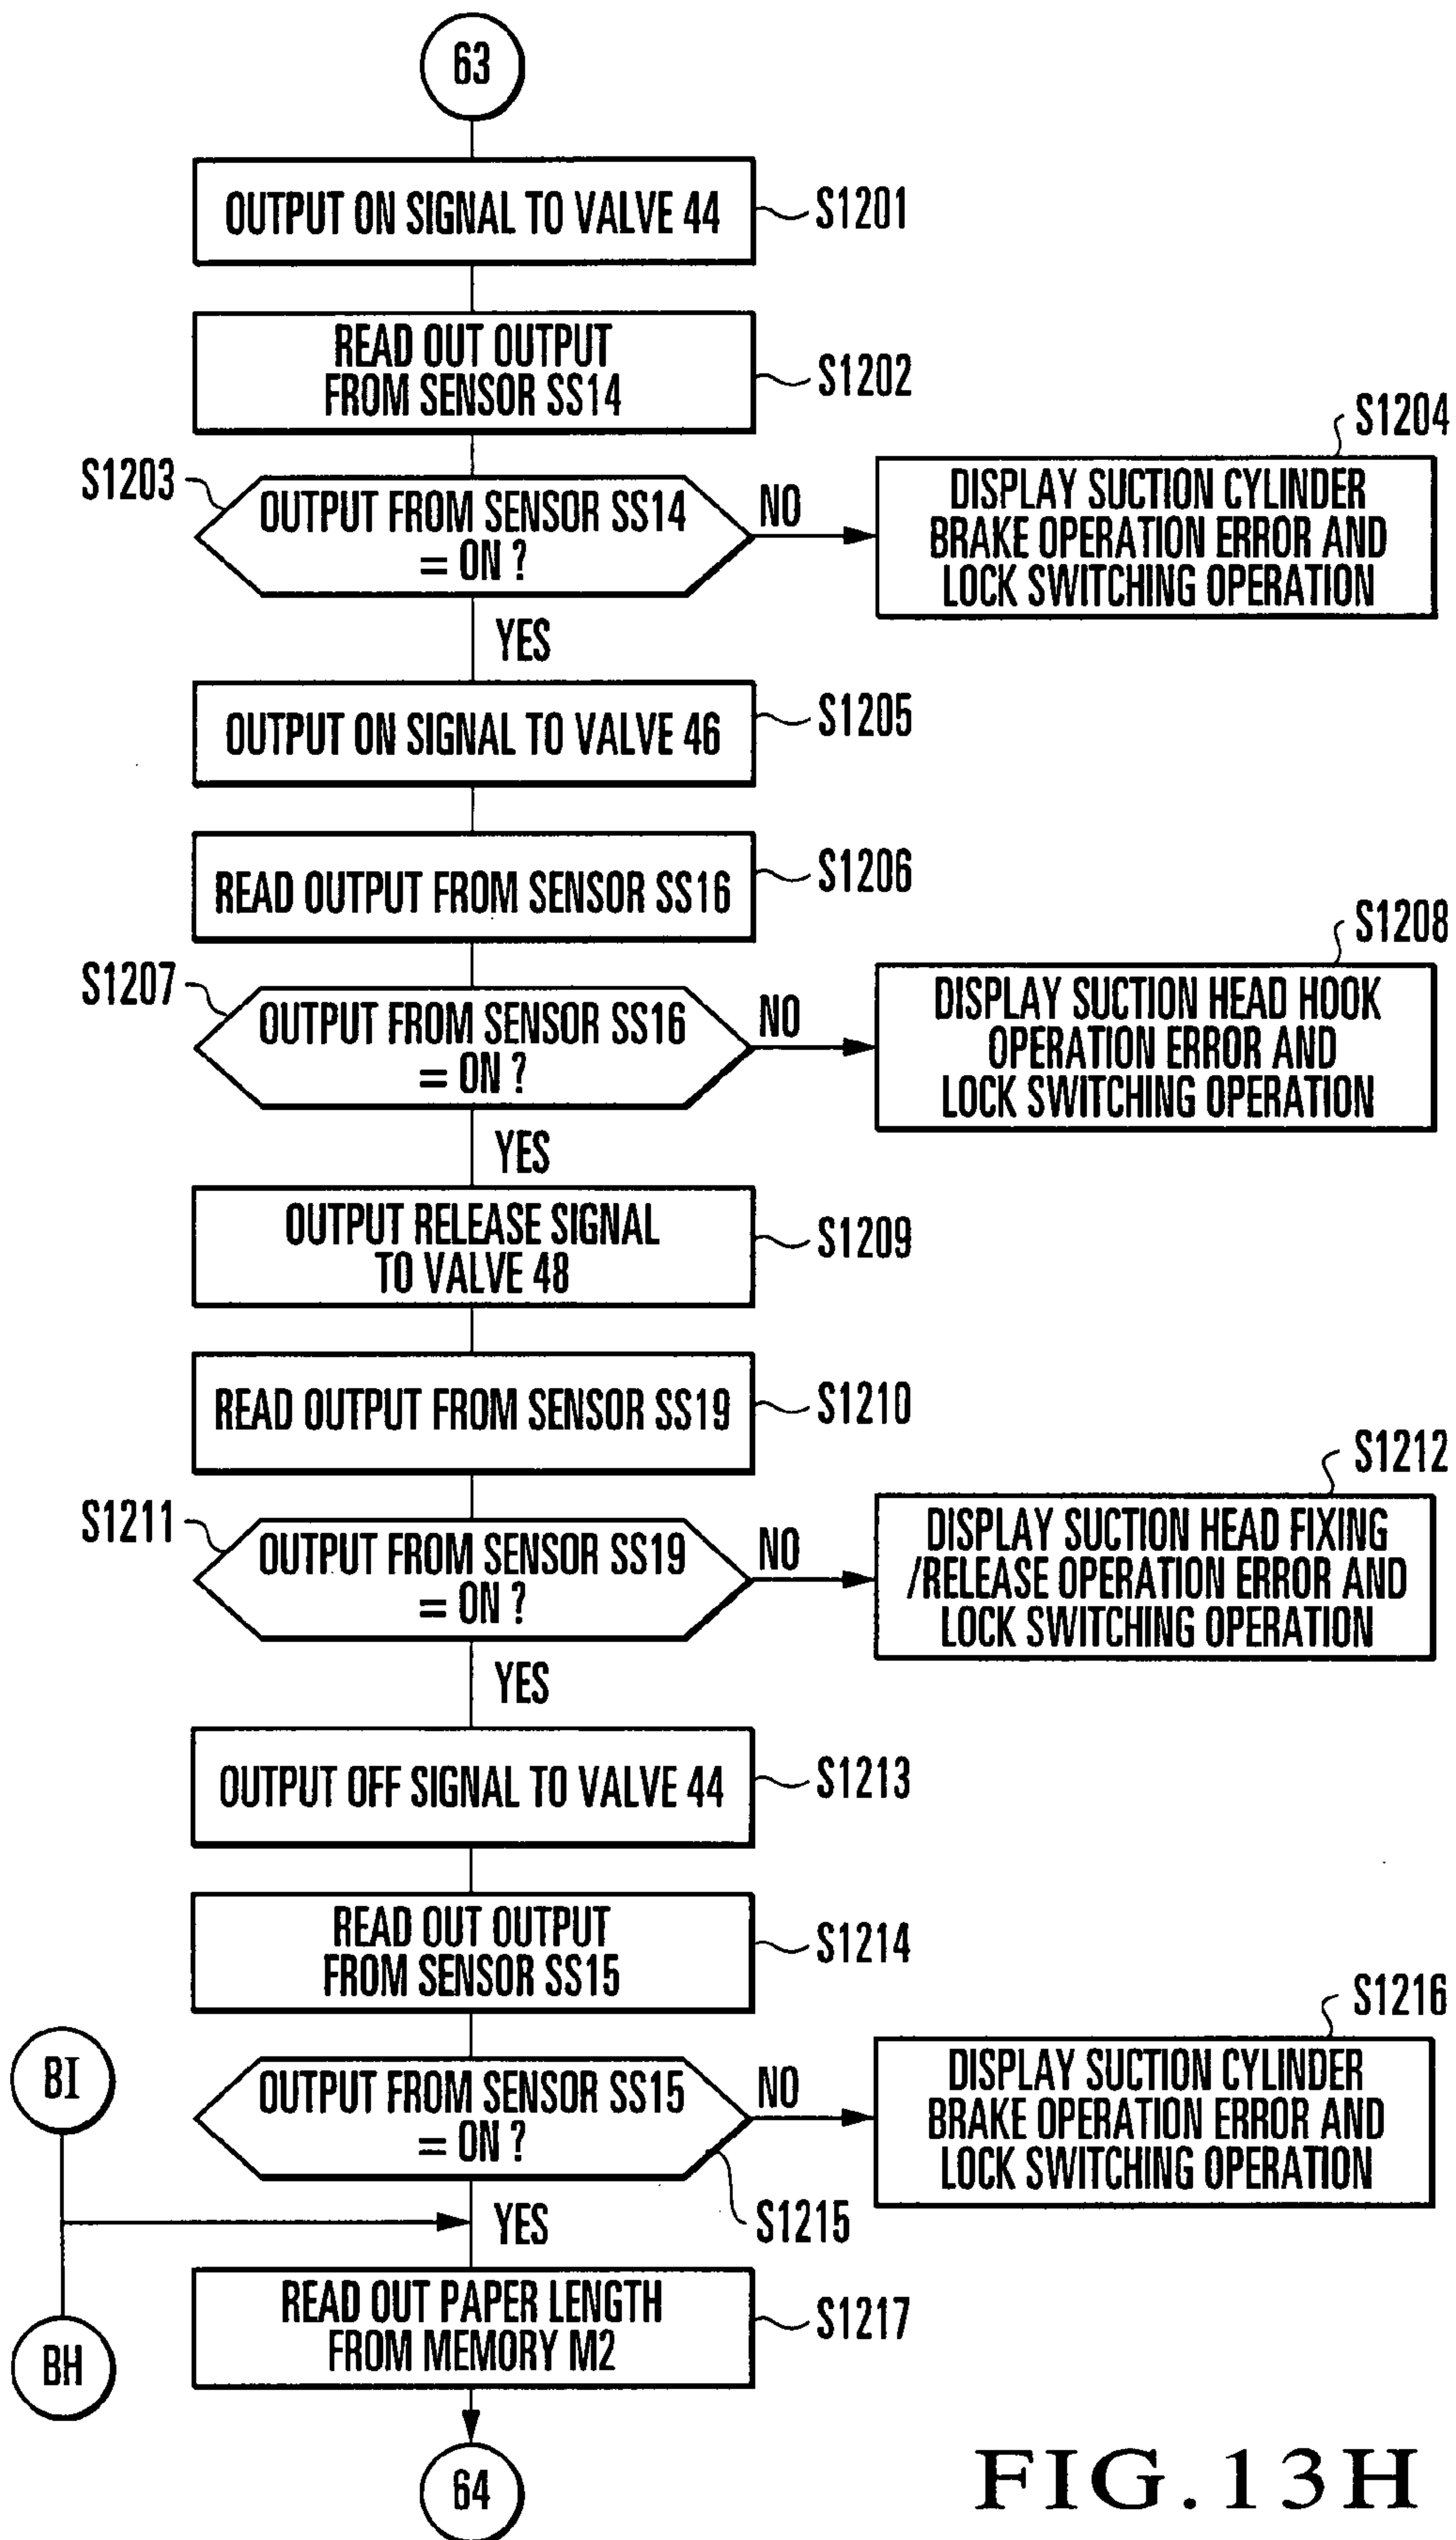 63
OUTPUT ON SIGNAL TO VALVE 44
S1201
READ OUT OUTPUT
FROM SENSOR SS14
S1202
S1203
OUTPUT FROM SENSOR SS14
= ON ?
NO
S1204
DISPLAY SUCTION CYLINDER
BRAKE OPERATION ERROR AND
LOCK SWITCHING OPERATION
YES
OUTPUT ON SIGNAL TO VALVE 46
S1205
READ OUTPUT FROM SENSOR SS16
S1206
S1207
OUTPUT FROM SENSOR SS16
= ON ?
NO
S1208
DISPLAY SUCTION HEAD HOOK
OPERATION ERROR AND
LOCK SWITCHING OPERATION
YES
OUTPUT RELEASE SIGNAL
TO VALVE 48
S1209
READ OUTPUT FROM SENSOR SS19
S1210
S1211
OUTPUT FROM SENSOR SS19
= ON ?
NO
S1212
DISPLAY SUCTION HEAD FIXING
/RELEASE OPERATION ERROR AND
LOCK SWITCHING OPERATION
YES
OUTPUT OFF SIGNAL TO VALVE 44
S1213
READ OUT OUTPUT
FROM SENSOR SS15
S1214
OUTPUT FROM SENSOR SS15
= ON ?
S1215
NO
S1216
DISPLAY SUCTION CYLINDER
BRAKE OPERATION ERROR AND
LOCK SWITCHING OPERATION
BI
YES
BH
READ OUT PAPER LENGTH
FROM MEMORY M2
S1217
64
FIG.13H